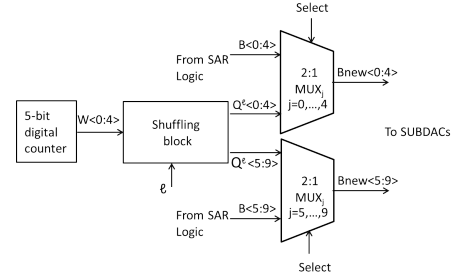 Select
From SAR
Logic
B<0:4>
2:1
MUXj
j=0,...,4
Bnew<0:4>
5-bit
digital
counter
W<0:4>
Shuffling
block
Qℓ<0:4>
Qℓ<5:9>
To SUBDACs
ℓ
From SAR
Logic
B<5:9>
2:1
MUXj
j=5,...,9
Bnew<5:9>
Select